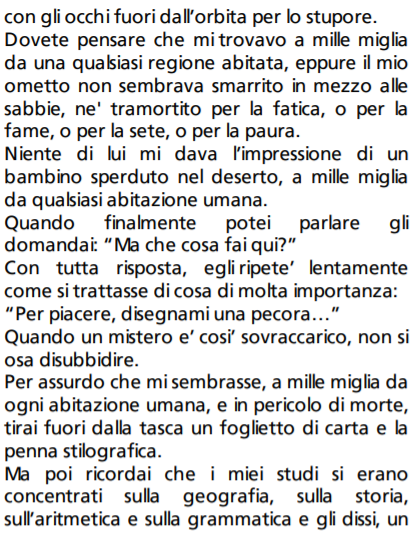 con gli occhi fuori dall'orbita per lo stupore.
Dovete pensare che mi trovavo a mille miglia
da una qualsiasi regione abitata, eppure il mio
ometto non sembrava smarrito in mezzo alle
sabbie, ne' tramortito per la fatica, o per la
fame, o per la sete, o per la paura.
Niente di lui mi dava l'impressione di un
bambino sperduto nel deserto, a mille miglia
da qualsiasi abitazione umana.
Quando finalmente potei parlare gli
domandai: “Ma che cosa fai qui?”
Con tutta risposta, egli ripete’ lentamente
come si trattasse di cosa di molta importanza:
“Per piacere, disegnami una pecora…”
Quando un mistero e’ cosi’ sovraccarico, non si
osa disubbidire.
Per assurdo che mi sembrasse, a mille miglia da
ogni abitazione umana, e in pericolo di morte,
tirai fuori dalla tasca un foglietto di carta e la
penna stilografica.
Ma poi ricordai che i miei studi si erano
concentrati sulla geografia, sulla storia,
sull’aritmetica e sulla grammatica e gli dissi, un